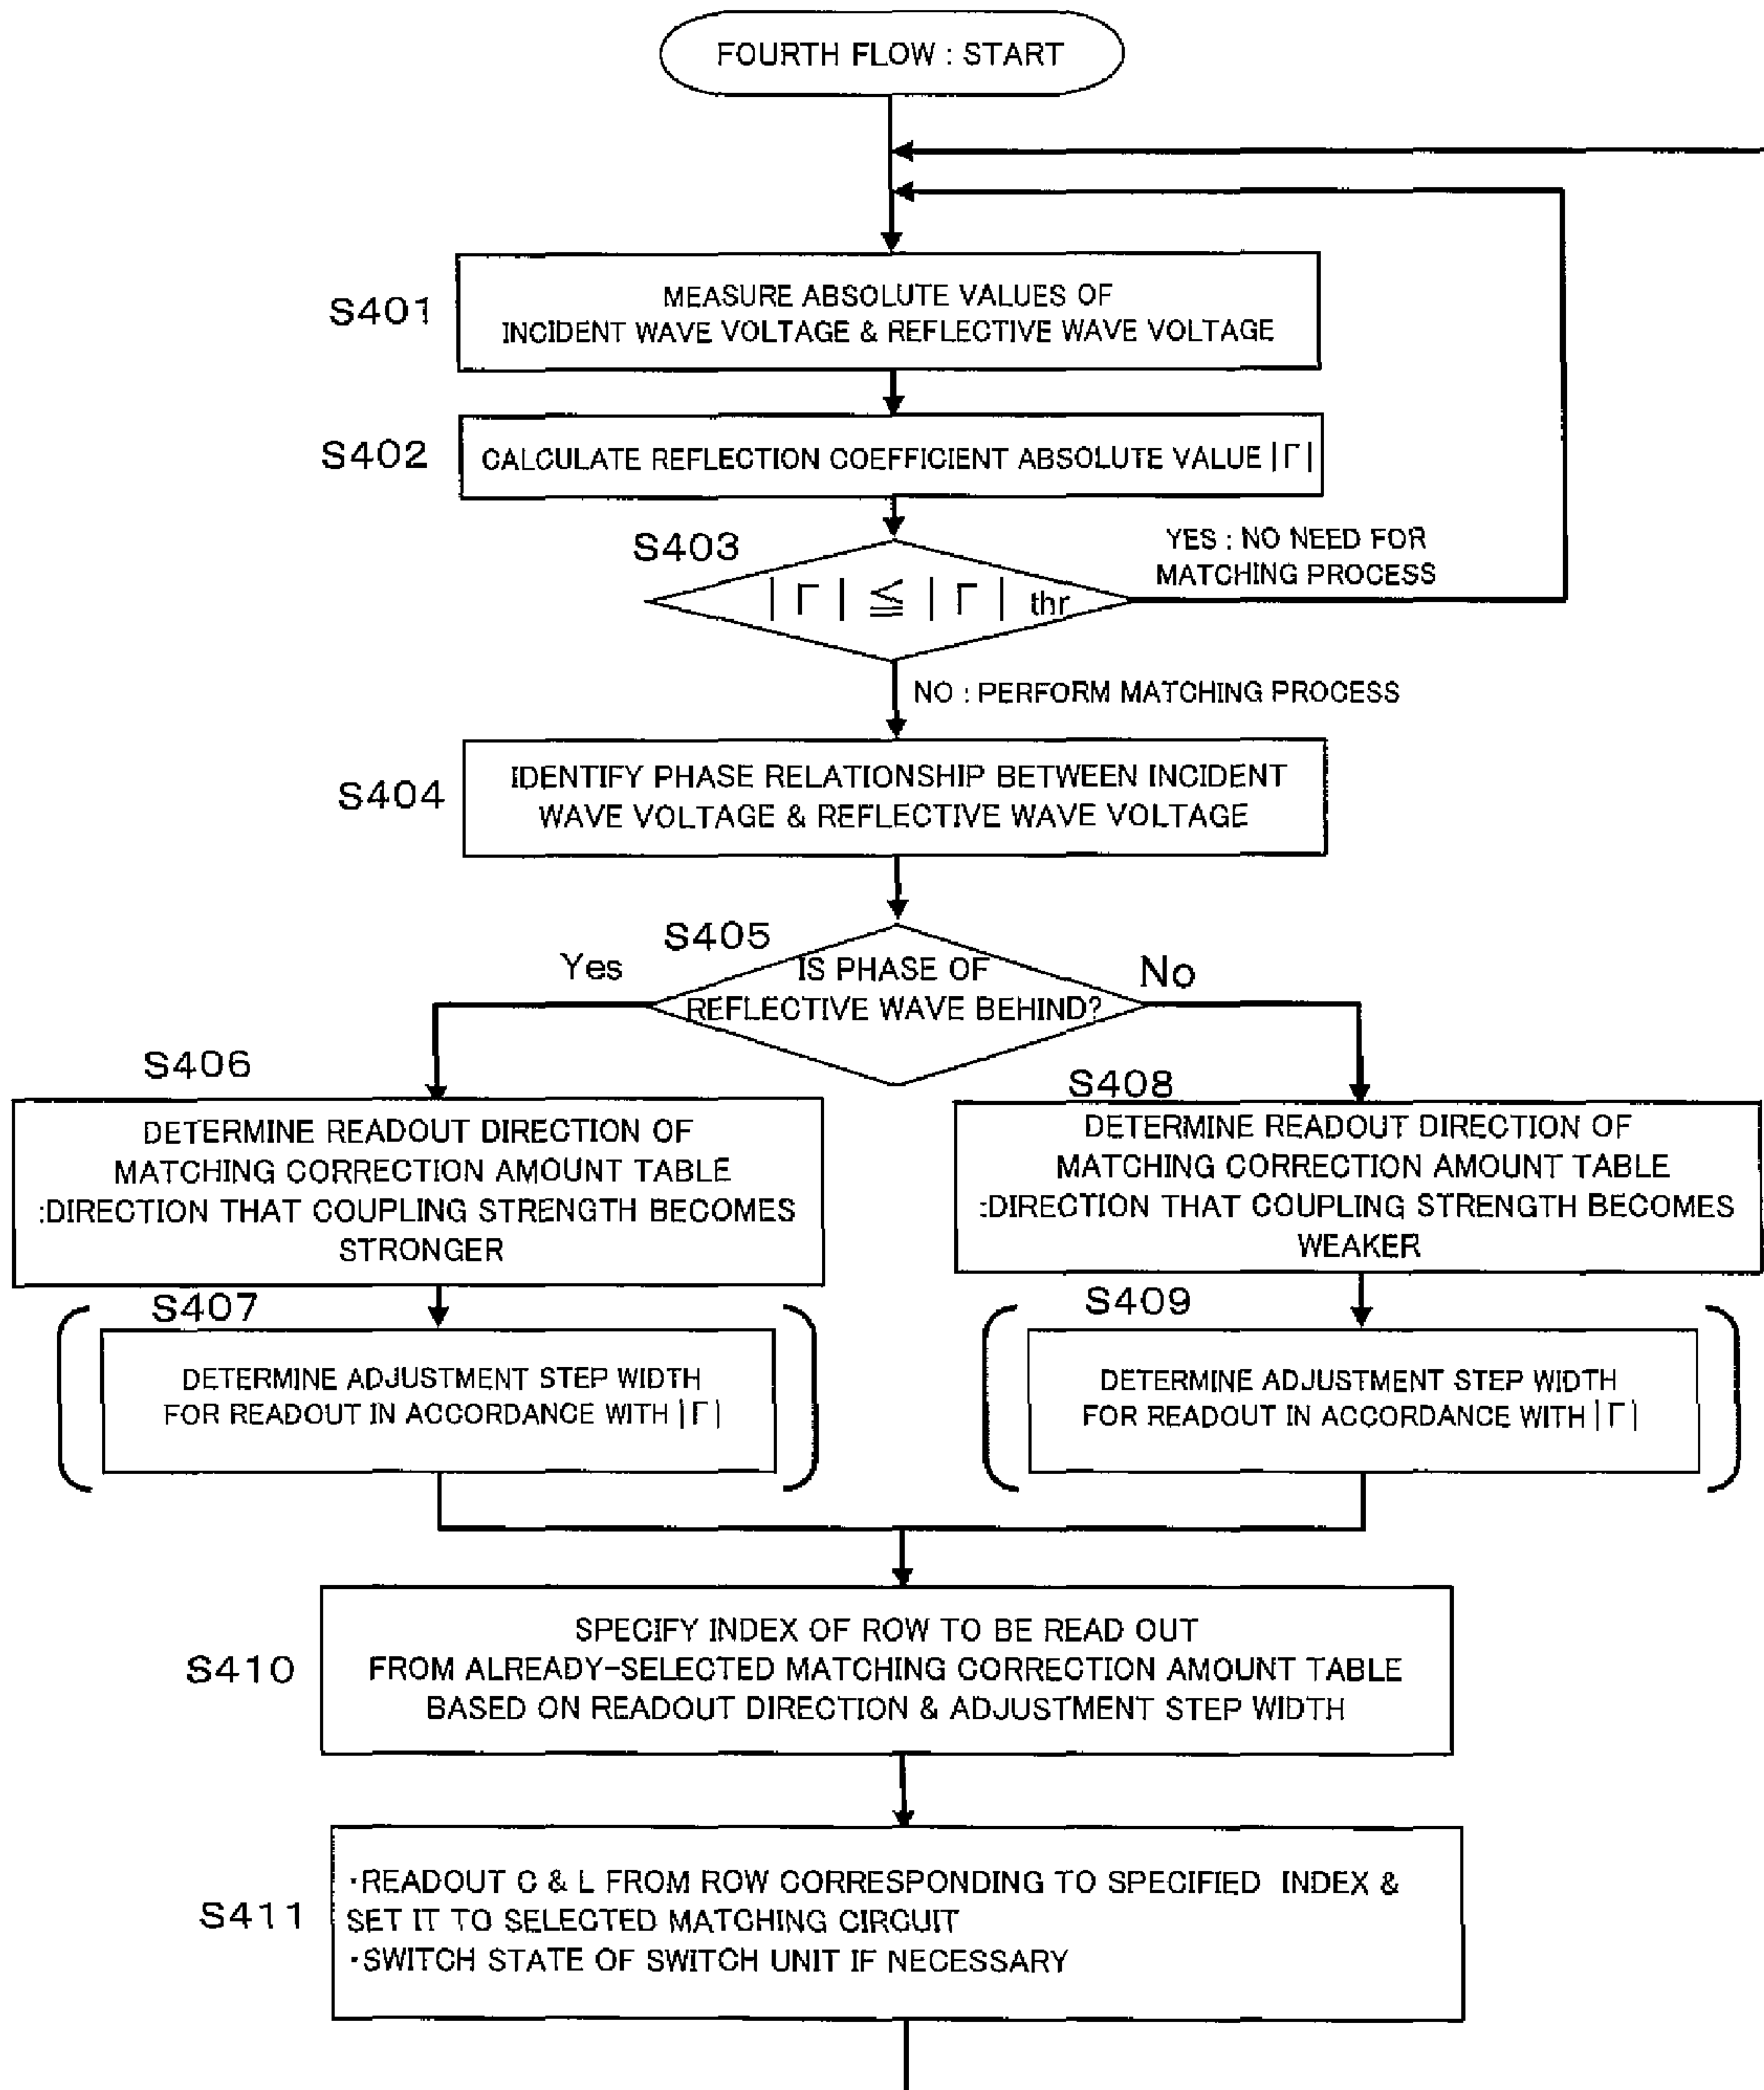 FOURTH FLOW : START
S401
MEASURE ABSOLUTE VALUES OF
INCIDENT WAVE VOLTAGE & REFLECTIVE WAVE VOLTAGE
S402
CALCULATE REFLECTION COEFFICIENT ABSOLUTE VALUE |Γ|
S403
|Γ| ≦ |Γ| thr
YES : NO NEED FOR
MATCHING PROCESS
NO : PERFORM MATCHING PROCESS
S404
IDENTIFY PHASE RELATIONSHIP BETWEEN INCIDENT
WAVE VOLTAGE & REFLECTIVE WAVE VOLTAGE
S405
Yes
IS PHASE OF
REFLECTIVE WAVE BEHIND?
No
S406
DETERMINE READOUT DIRECTION OF
MATCHING CORRECTION AMOUNT TABLE
:DIRECTION THAT COUPLING STRENGTH BECOMES
STRONGER
S408
DETERMINE READOUT DIRECTION OF
MATCHING CORRECTION AMOUNT TABLE
:DIRECTION THAT COUPLING STRENGTH BECOMES
WEAKER
S407
DETERMINE ADJUSTMENT STEP WIDTH
FOR READOUT IN ACCORDANCE WITH |Γ|
S409
DETERMINE ADJUSTMENT STEP WIDTH
FOR READOUT IN ACCORDANCE WITH |Γ|
S410
SPECIFY INDEX OF ROW TO BE READ OUT
FROM ALREADY-SELECTED MATCHING CORRECTION AMOUNT TABLE
BASED ON READOUT DIRECTION & ADJUSTMENT STEP WIDTH
S411
・READOUT C & L FROM ROW CORRESPONDING TO SPECIFIED INDEX &
SET IT TO SELECTED MATCHING CIRCUIT
・SWITCH STATE OF SWITCH UNIT IF NECESSARY